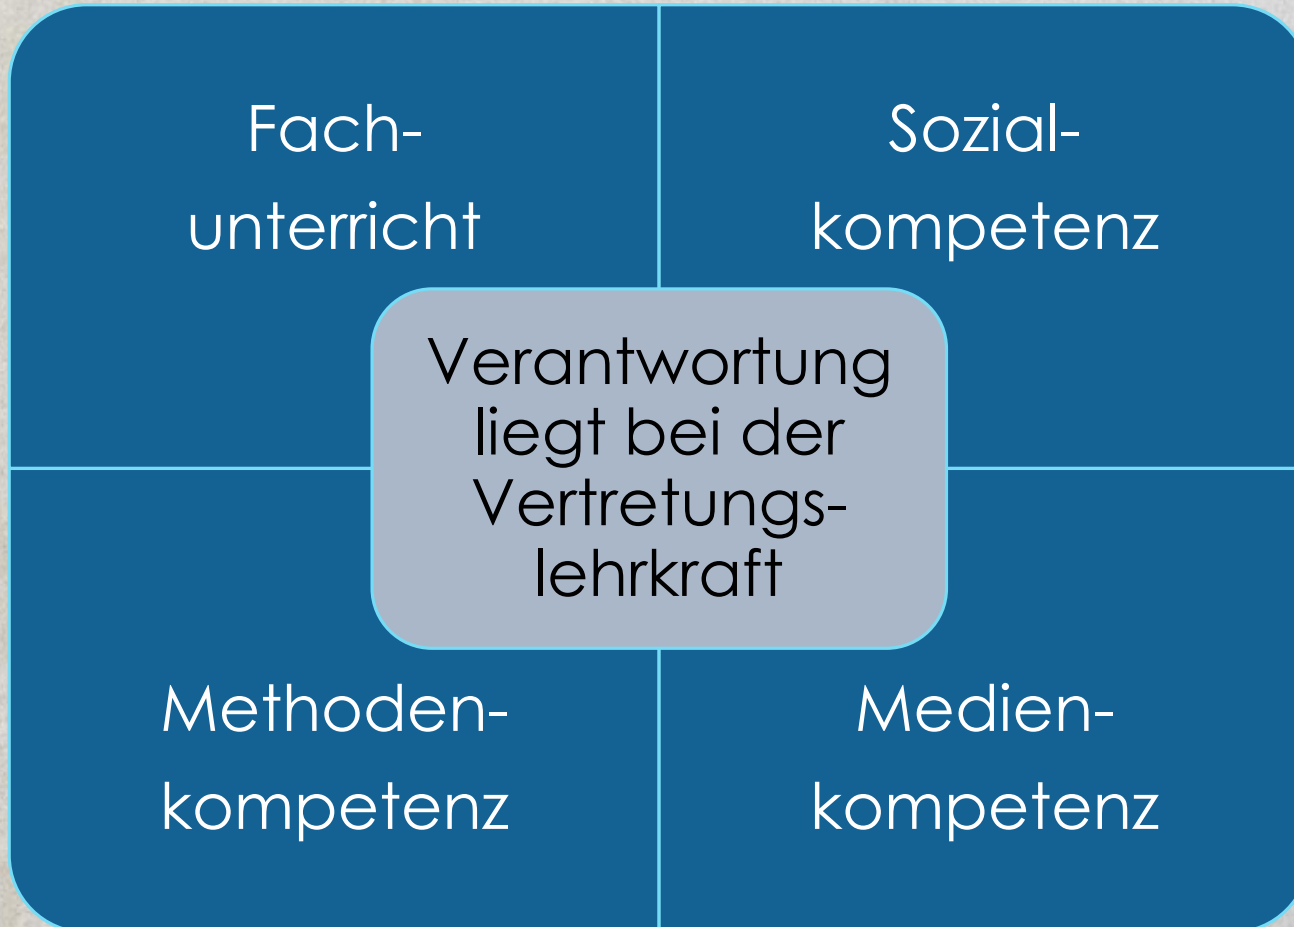 Fach-
unterricht
Sozial-
kompetenz
Verantwortung
liegt bei der
Vertretungs-
lehrkraft
Methoden-
kompetenz
Medien-
kompetenz